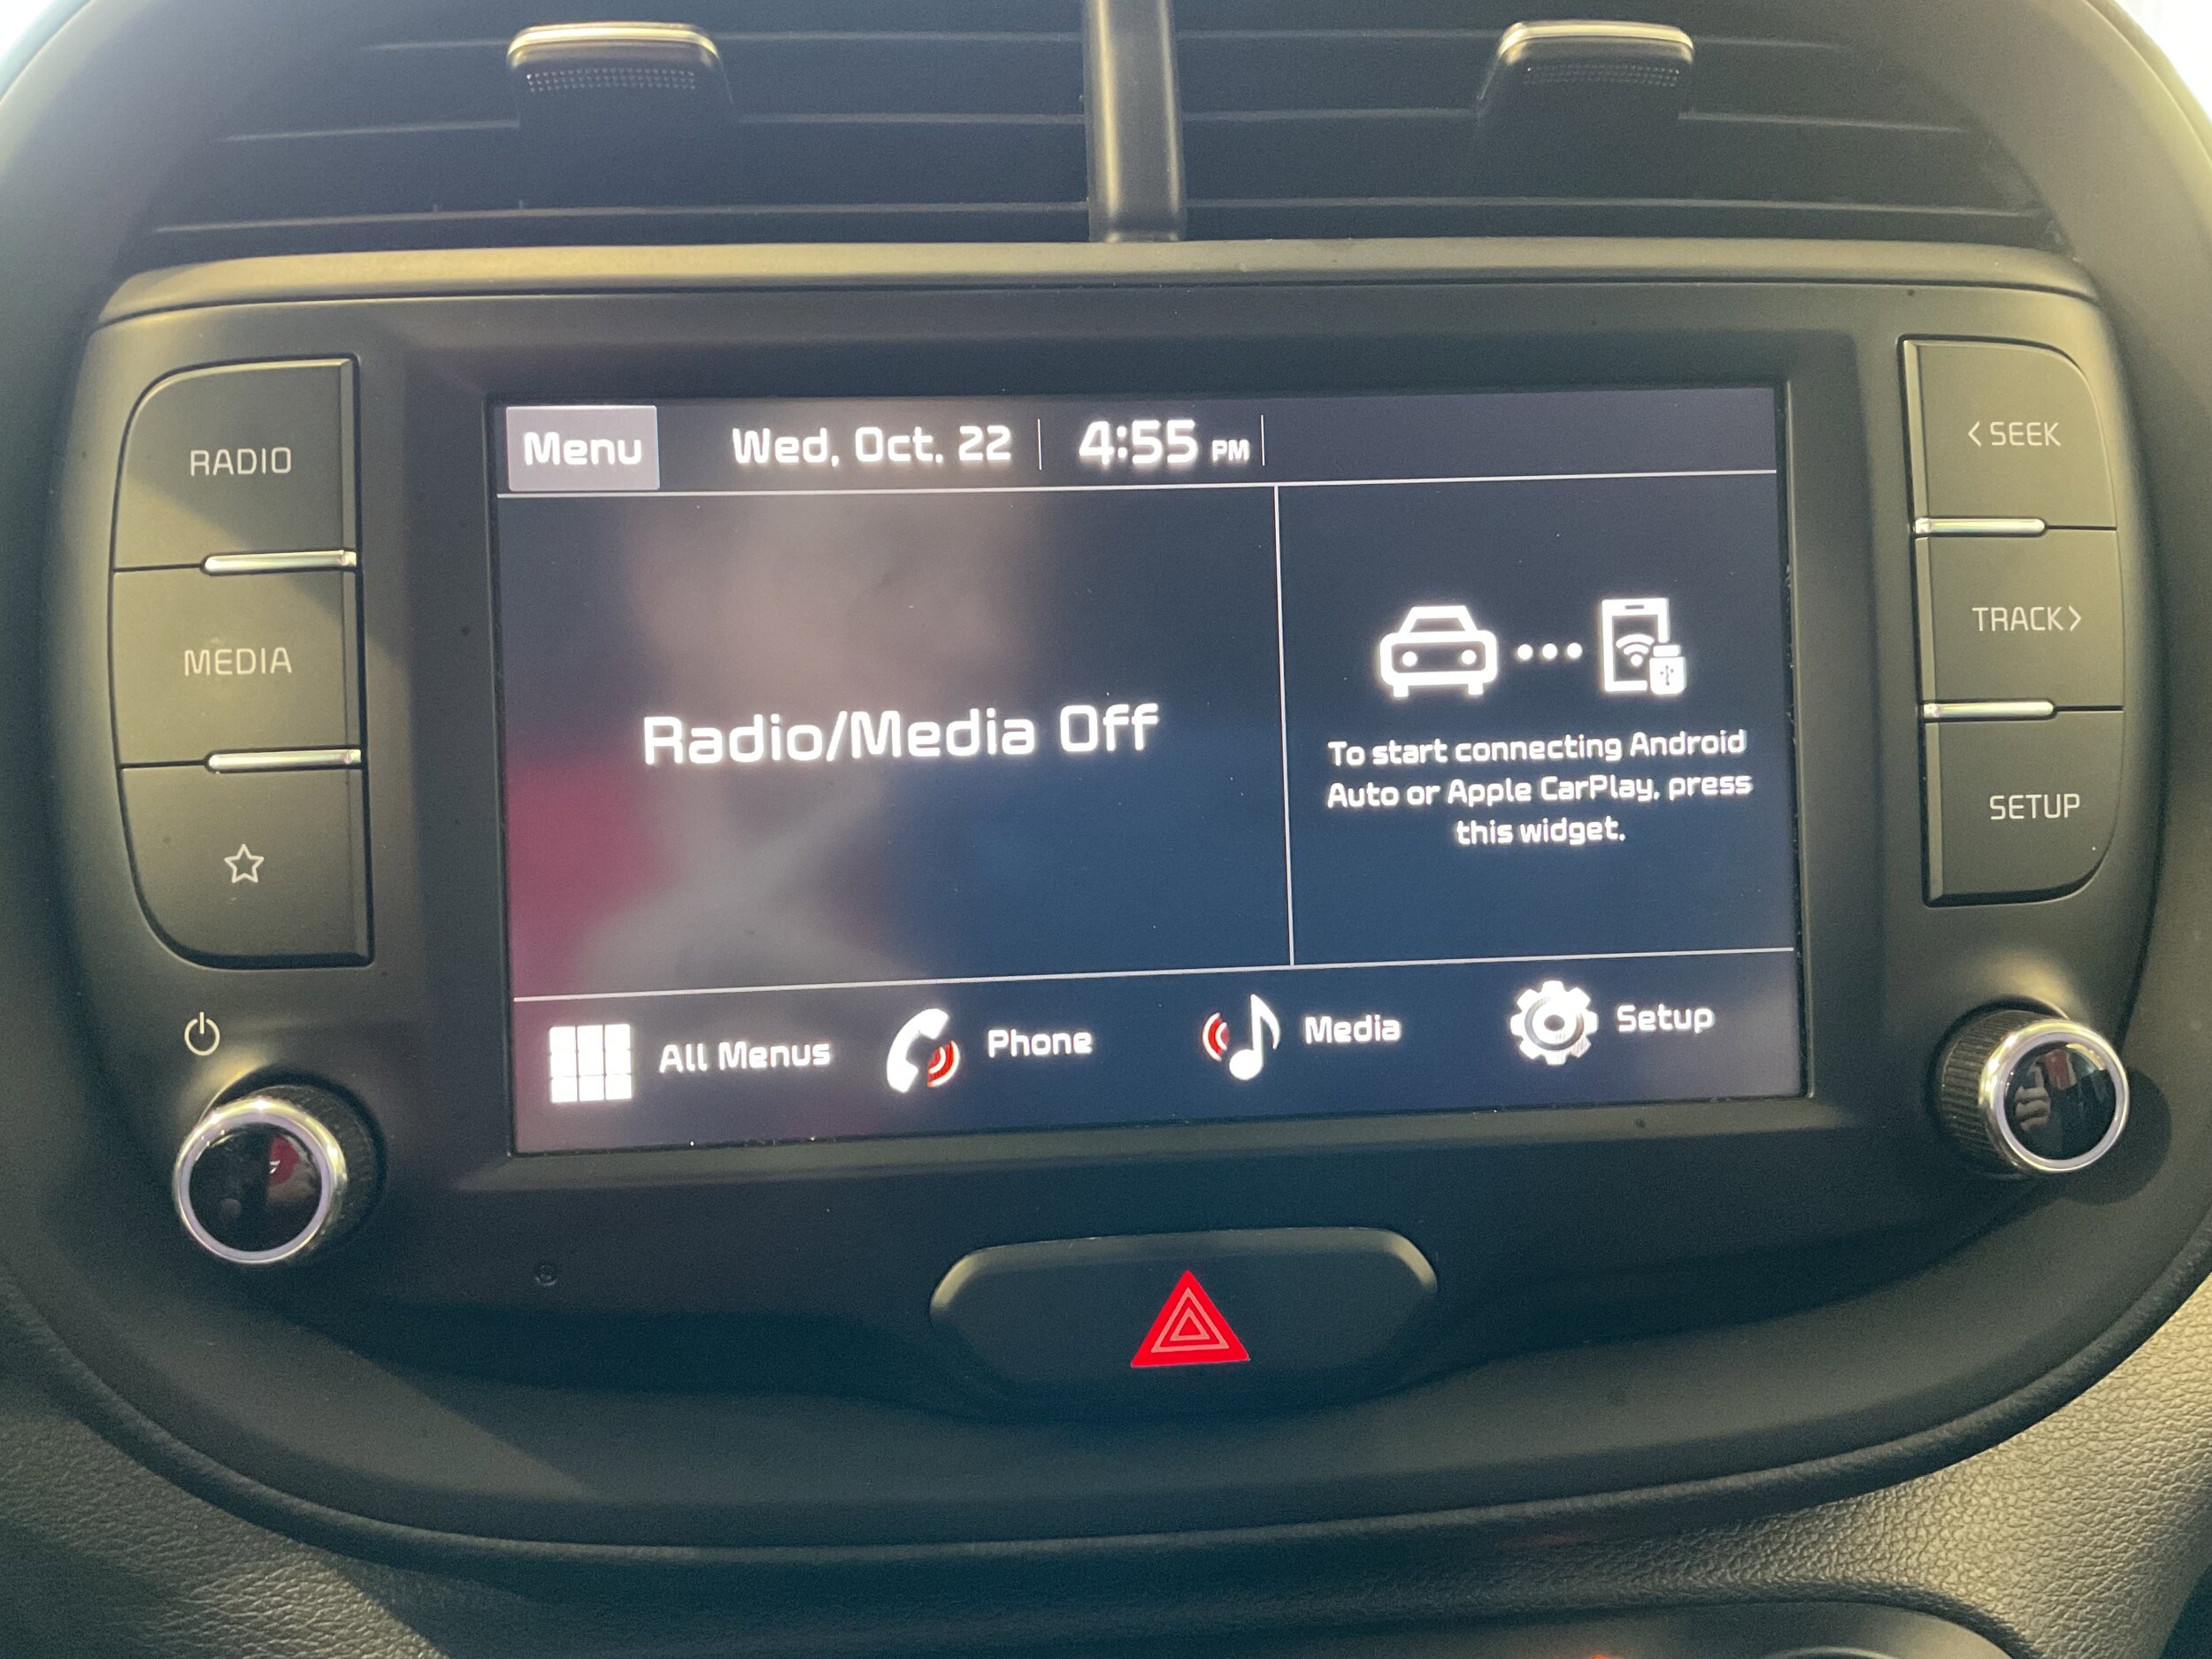 RADIO
MEDIA
Menu
Wed, Oct. 22
4:55 PM
Radio/Media Off
To start connecting Android
Auto or Apple CarPlay, press
this widget.
All Menus
Phone
Media
Setup
< SEEK
TRACK >
SETUP